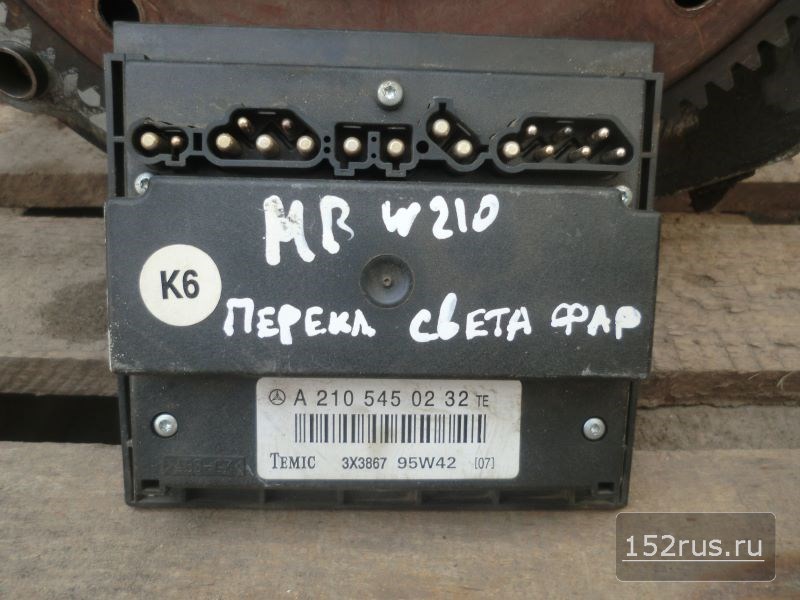 MB W210
K6
ПЕРЕКЛ СВЕТА ФАР
A 210 545 02 32 TE
TEMIC 3X3867 95W42 [07]
152rus.ru